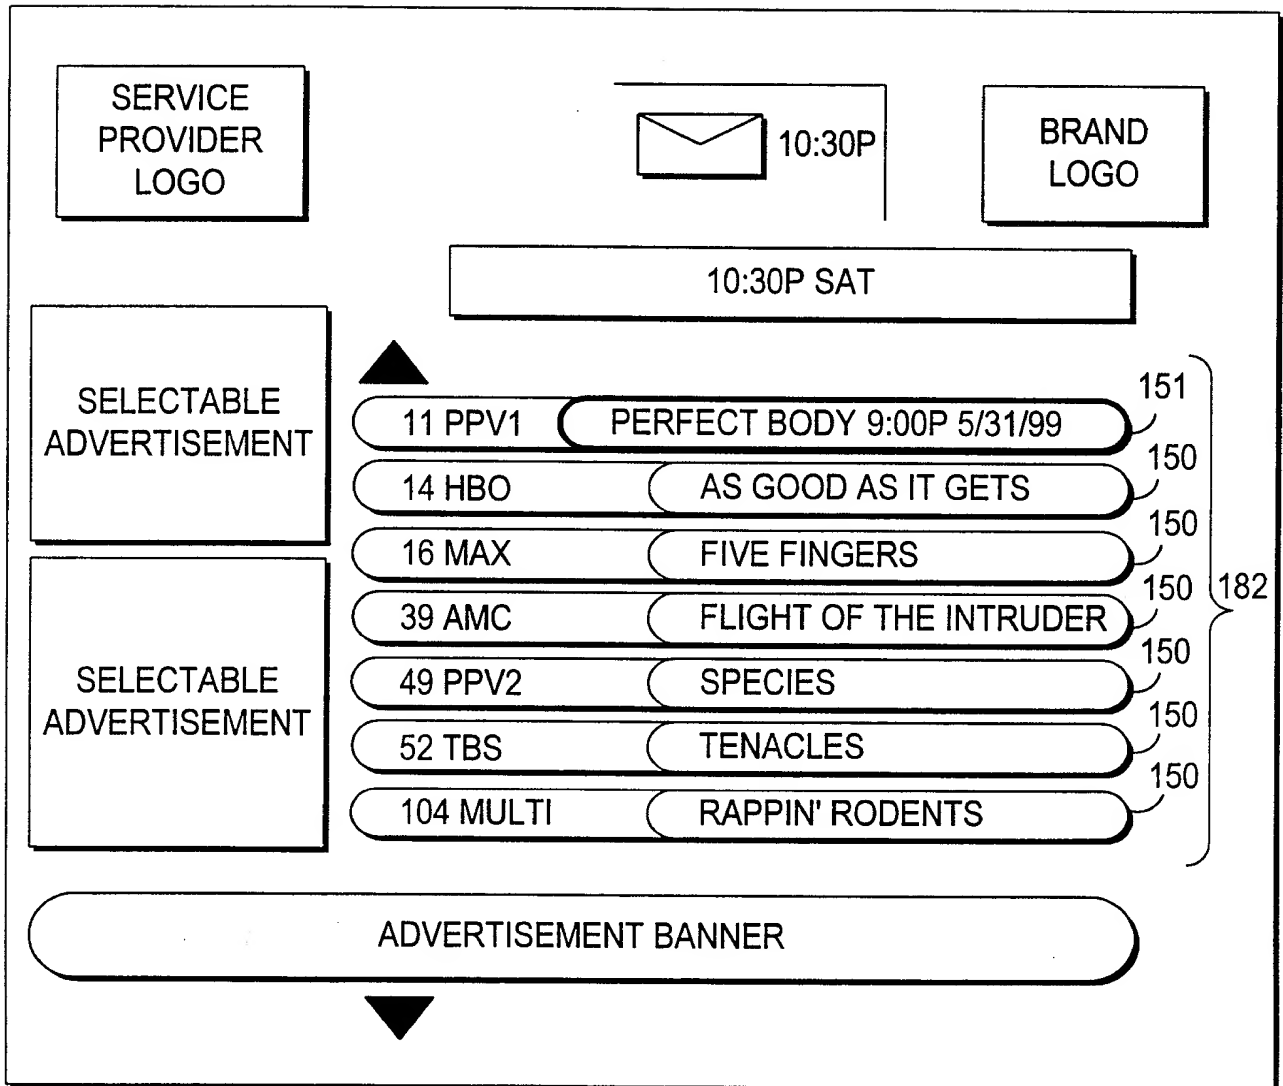 SERVICE
PROVIDER
LOGO
10:30P
BRAND
LOGO
10:30P SAT
SELECTABLE
ADVERTISEMENT
SELECTABLE
ADVERTISEMENT
11 PPV1 PERFECT BODY 9:00P 5/31/99 151
14 HBO AS GOOD AS IT GETS 150
16 MAX FIVE FINGERS 150
39 AMC FLIGHT OF THE INTRUDER 150
182
49 PPV2 SPECIES 150
52 TBS TENACLES 150
104 MULTI RAPPIN' RODENTS 150
ADVERTISEMENT BANNER